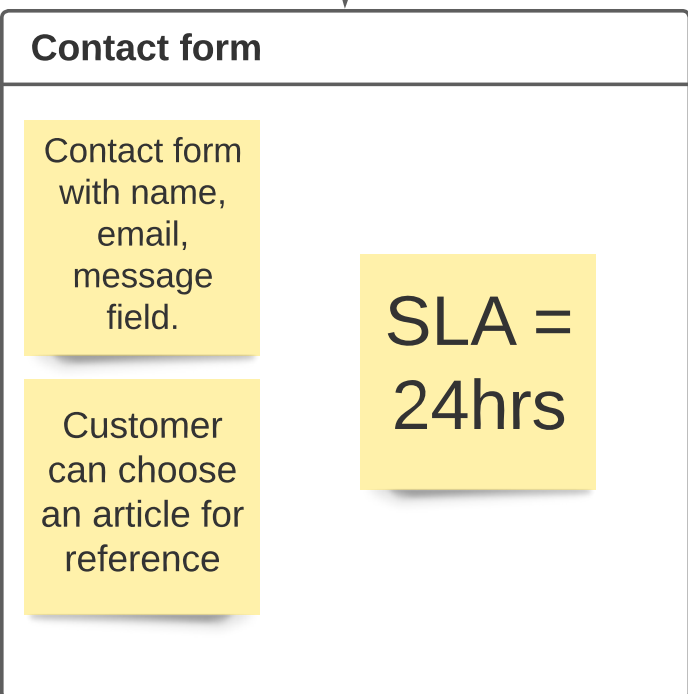 Contact form
Contact form
with name,
email,
message
field.
Customer
can choose
an article for
reference
SLA =
24hrs